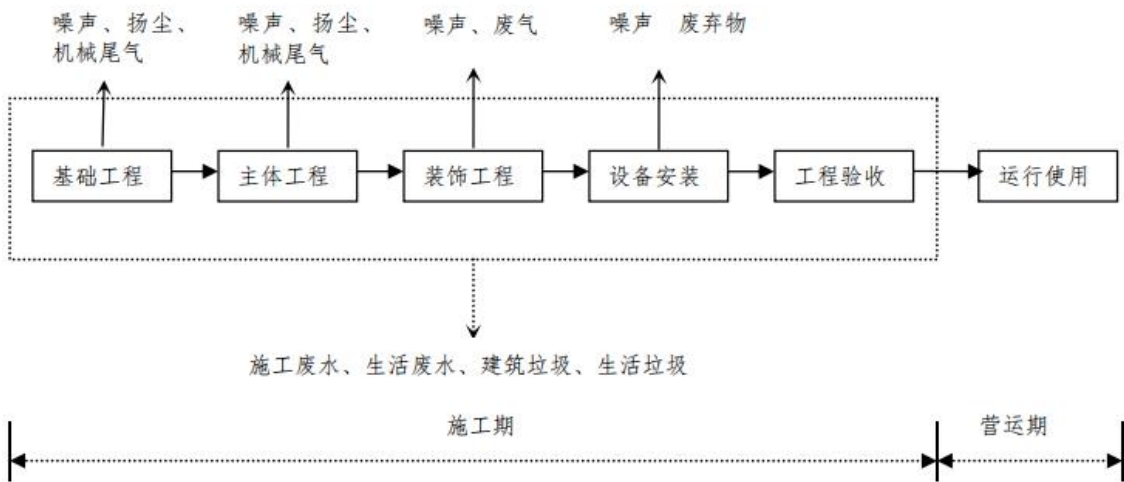 噪声、扬尘、
机械尾气
噪声、扬尘、
机械尾气
噪声、废气
噪声 废弃物
基础工程
主体工程
装饰工程
设备安装
工程验收
运行使用
施工废水、生活废水、建筑垃圾、生活垃圾
施工期
营运期